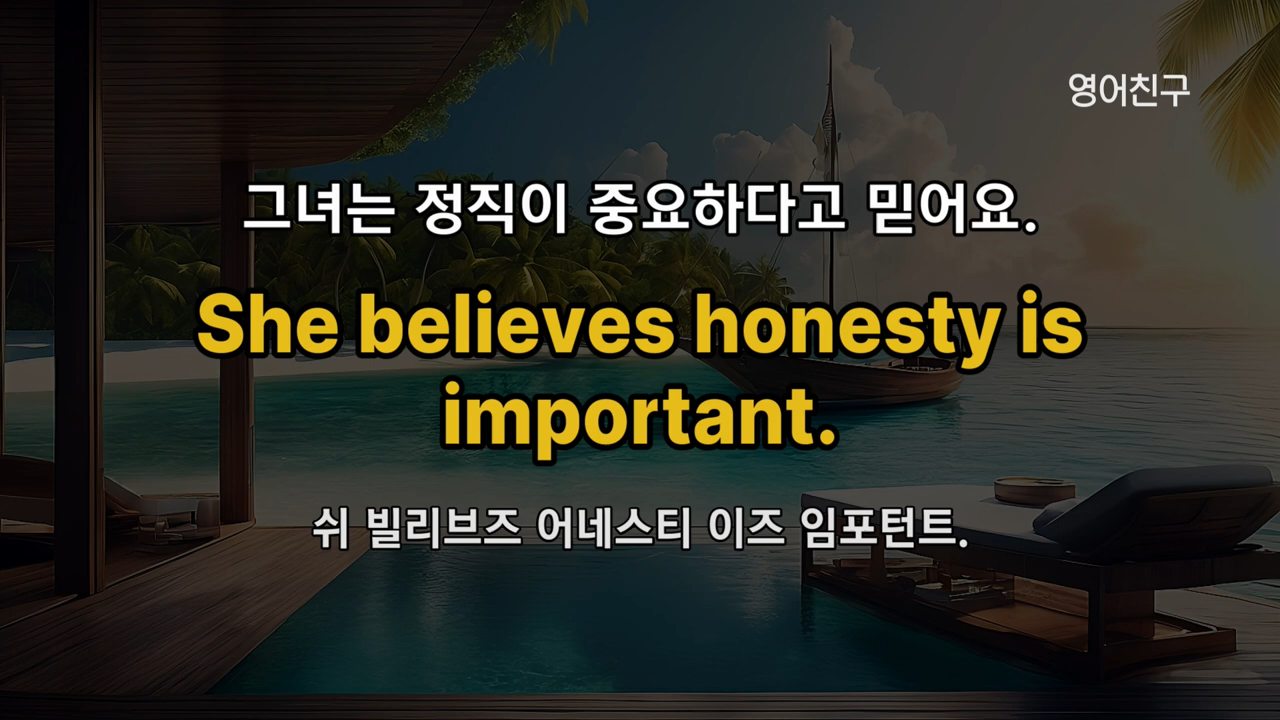 영어친구
그녀는 정직이 중요하다고 믿어요.
She believes honesty is
important.
쉬 빌리브즈 어네스티 이즈 임포턴트.